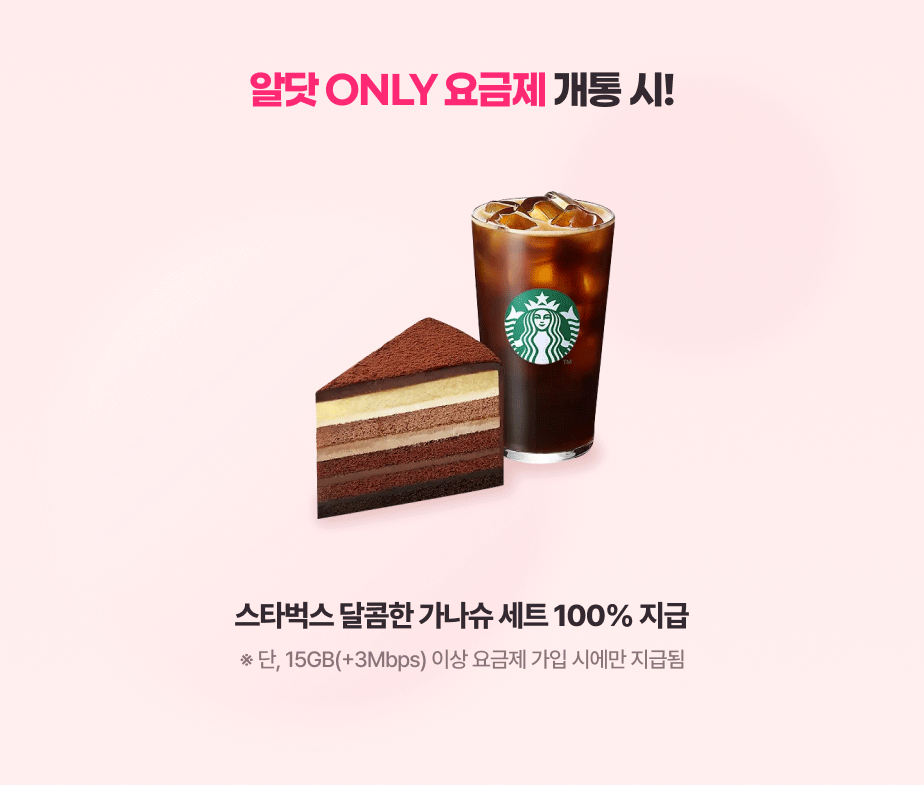 알닷 ONLY 요금제 개통 시!
TM
스타벅스 달콤한 가나슈 세트 100% 지급
※ 단, 15GB(+3Mbps) 이상 요금제 가입 시에만 지급됨